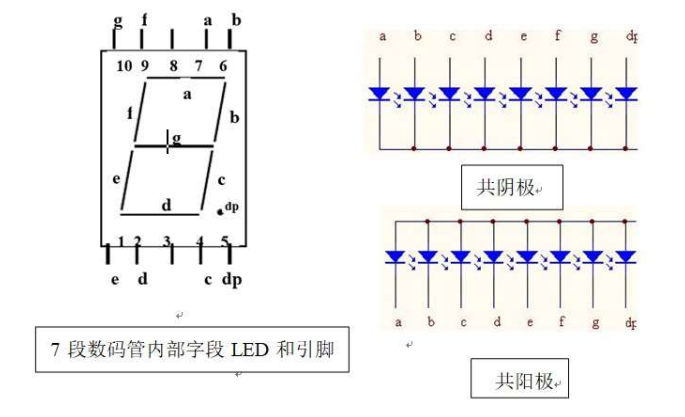 g f a b
10 9 8 7 6
a
f b
g
e c
d dp
1 2 3 4 5
e d c dp
7 段数码管内部字段 LED 和引脚
a b c d e f g dp
共阴极
a b c d e f g dp
共阳极